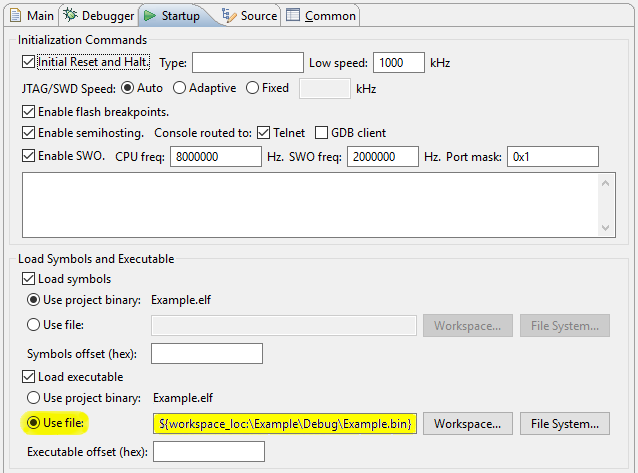 Main Debugger Startup Source Common
Initialization Commands
Initial Reset and Halt. Type: Low speed: 1000 kHz
JTAG/SWD Speed: Auto Adaptive Fixed kHz
Enable flash breakpoints.
Enable semihosting. Console routed to: Telnet GDB client
Enable SWO. CPU freq: 8000000 Hz. SWO freq: 2000000 Hz. Port mask: 0x1
Load Symbols and Executable
Load symbols
Use project binary: Example.elf
Use file: Workspace... File System...
Symbols offset (hex):
Load executable
Use project binary: Example.elf
Use file: ${workspace_loc:\Example\Debug\Example.bin} Workspace... File System...
Executable offset (hex):